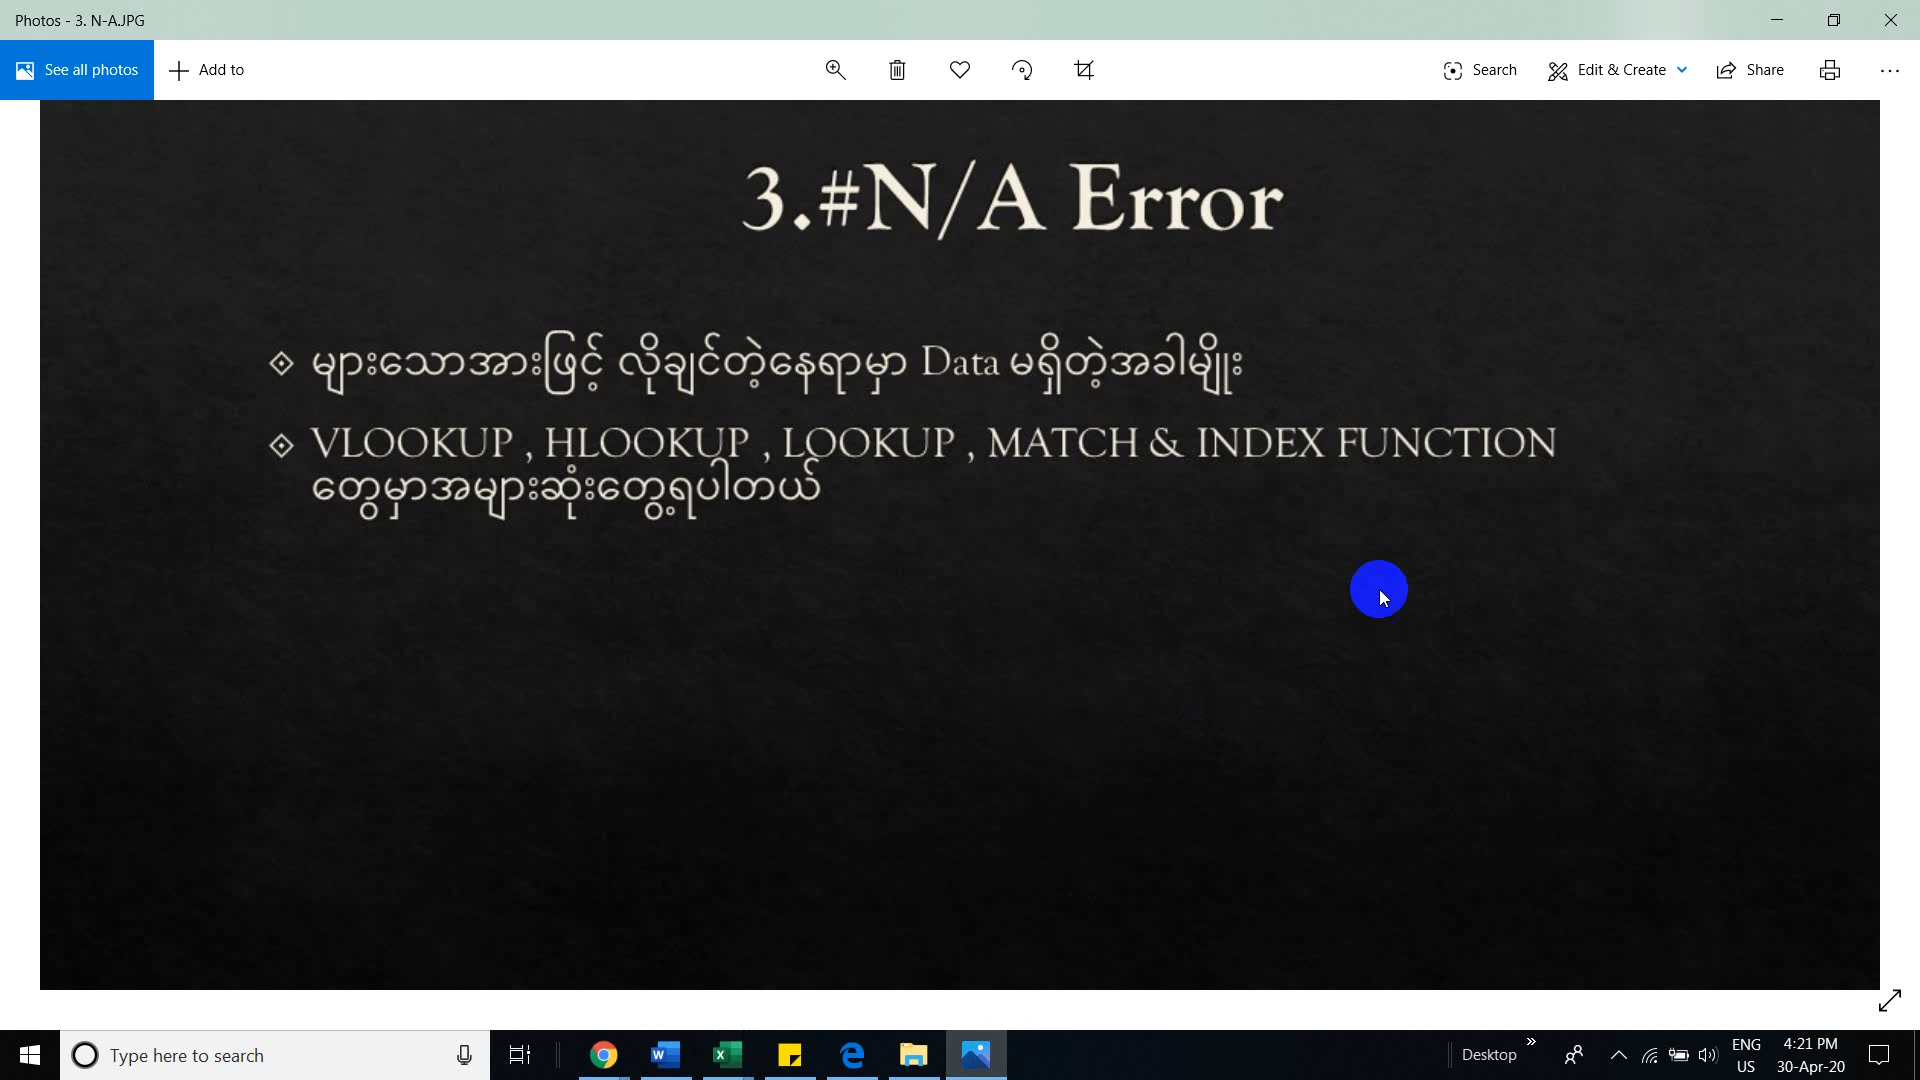 Photos - 3. N-A.JPG
See all photos
Add to
Search
Edit & Create
Share
3.#N/A Error
များသောအားဖြင့် လိုချင်တဲ့နေရာမှာ Data မရှိတဲ့အခါမျိုး
VLOOKUP , HLOOKUP , LOOKUP , MATCH & INDEX FUNCTION
တွေမှာအများဆုံးတွေ့ရပါတယ်
Type here to search
Desktop
ENG
US
4:21 PM
30-Apr-20